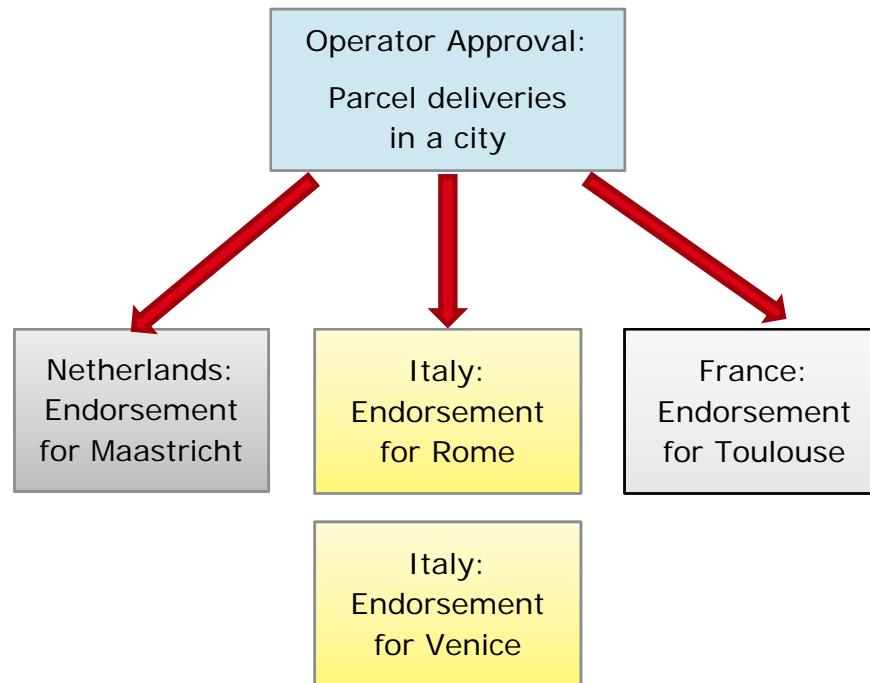 Operator Approval:
Parcel deliveries
in a city
Netherlands:
Endorsement
for Maastricht
Italy:
Endorsement
for Rome
France:
Endorsement
for Toulouse
Italy:
Endorsement
for Venice